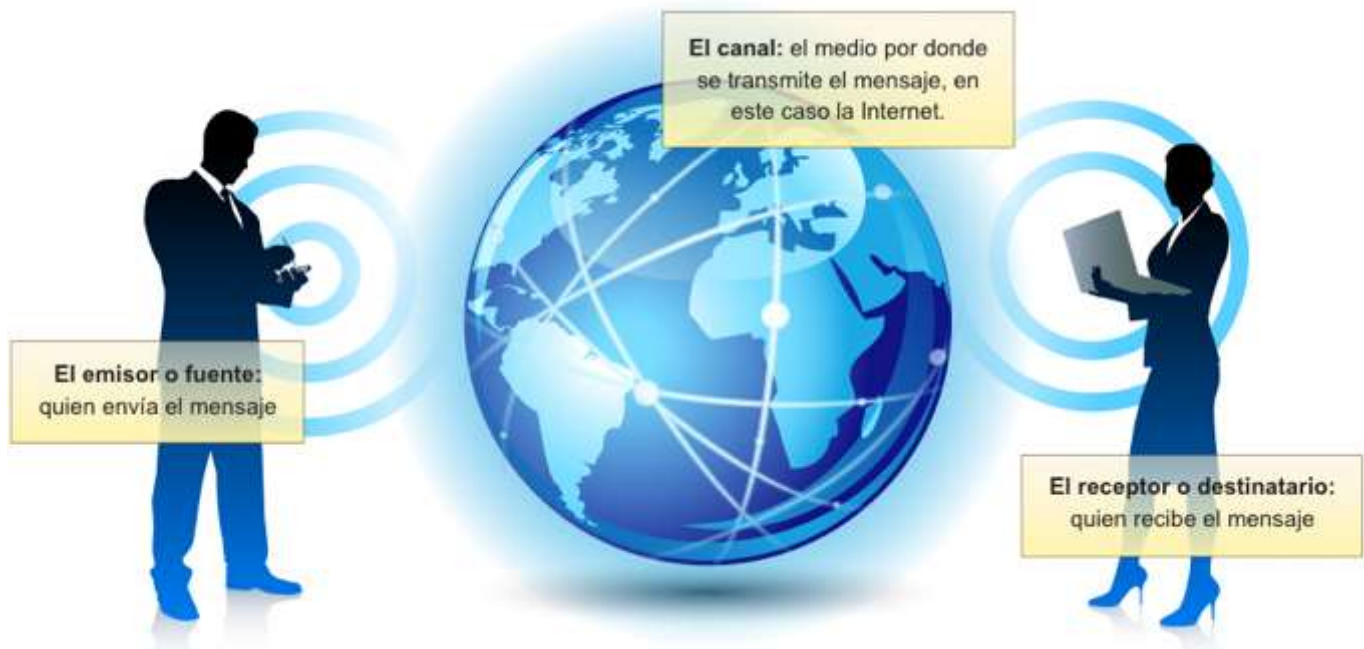 El canal: el medio por donde
se transmite el mensaje, en
este caso la Internet.
El emisor o fuente:
quien envía el mensaje
El receptor o destinatario:
quien recibe el mensaje